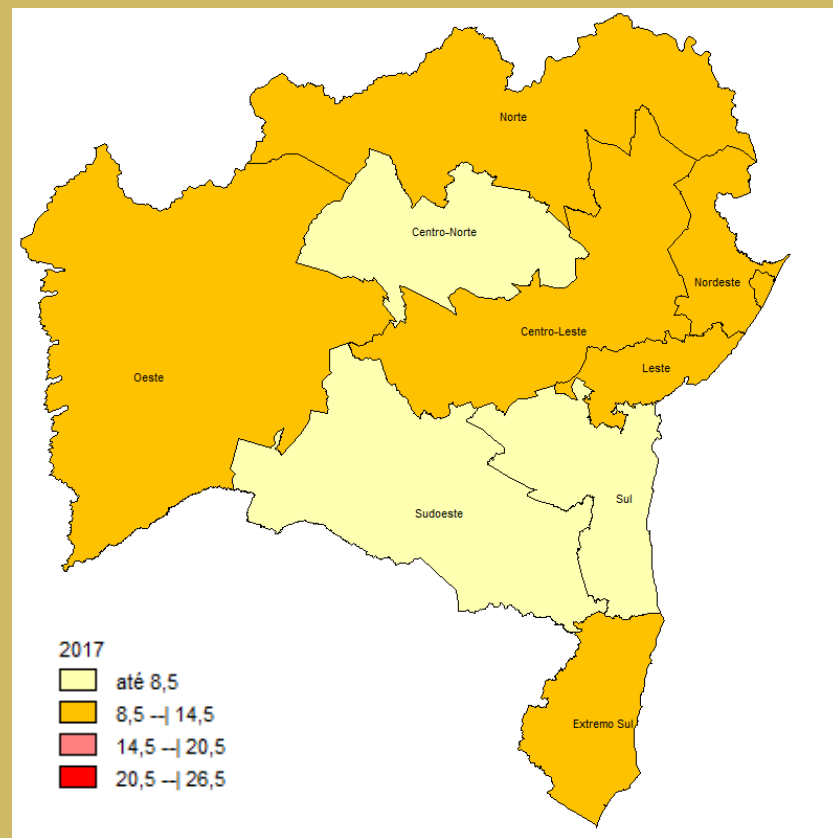 Norte
Centro-Norte
Nordeste
Centro-Leste
Leste
Oeste
Sul
Sudoeste
Extremo Sul
2017
até 8,5
8,5 --| 14,5
14,5 --| 20,5
20,5 --| 26,5